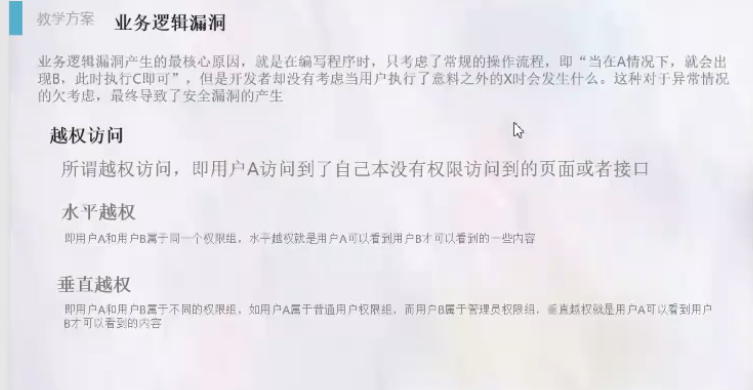 教学方案 业务逻辑漏洞
业务逻辑漏洞产生的最核心原因，就是在编写程序时，只考虑了常规的操作流程，即“当在A情况下，就会出
现B，此时执行C即可”，但是开发者却没有考虑当用户执行了意料之外的X时会发生什么。这种对于异常情况
的欠考虑，最终导致了安全漏洞的产生
越权访问
所谓越权访问，即用户A访问到了自己本没有权限访问到的页面或者接口
水平越权
即用户A和用户B属于同一个权限组，水平越权就是用户A可以看到用户B才可以看到的一些内容
垂直越权
即用户A和用户B属于不同的权限组，如用户A属于普通用户权限组，而用户B属于管理员权限组，垂直越权就是用户A可以看到用户
B才可以看到的内容